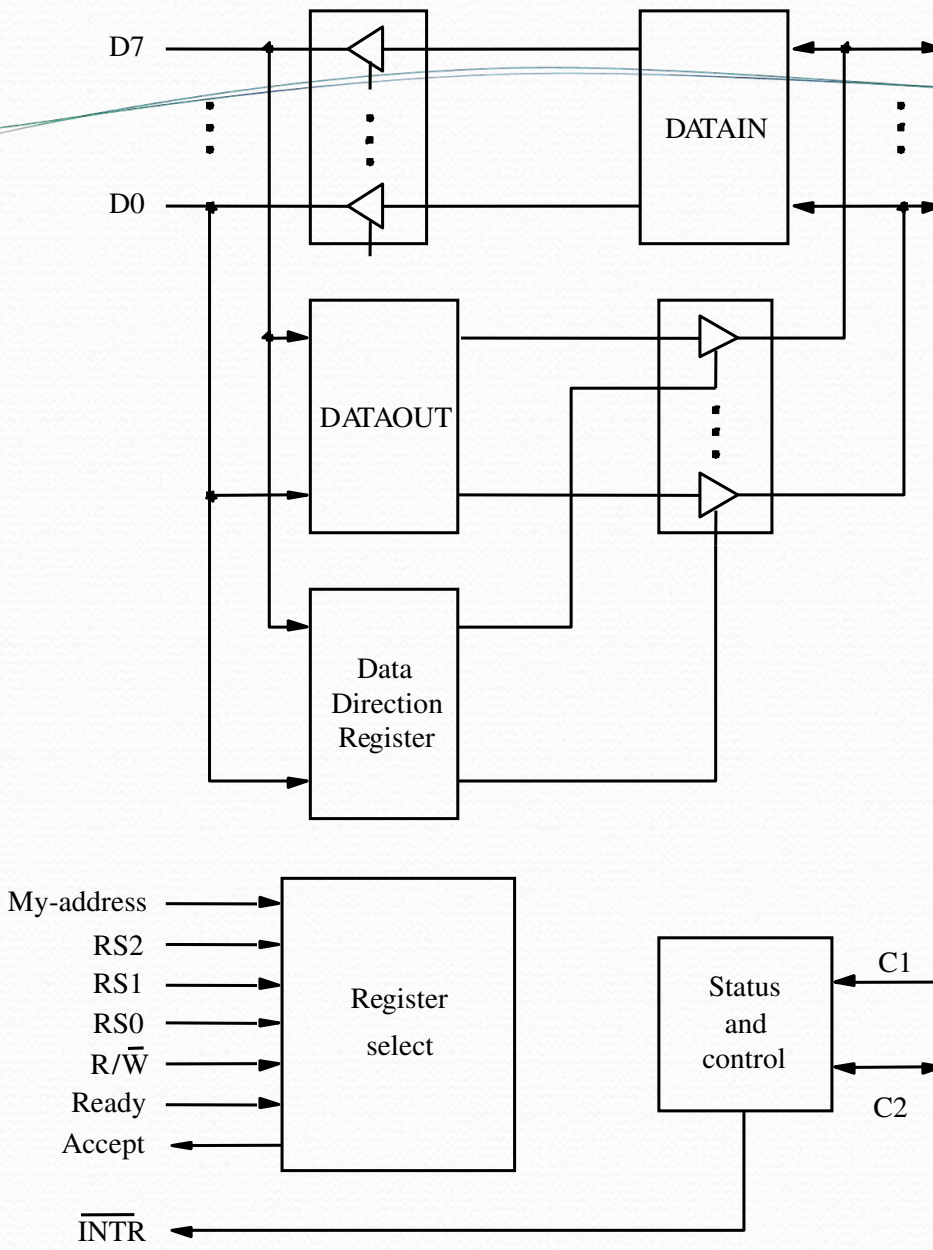 D7
DATAIN
D0
DATAOUT
Data
Direction
Register
My-address
RS2
RS1
RS0
R/W̅
Ready
Accept
I̅N̅T̅R̅
Register
select
Status
and
control
C1
C2